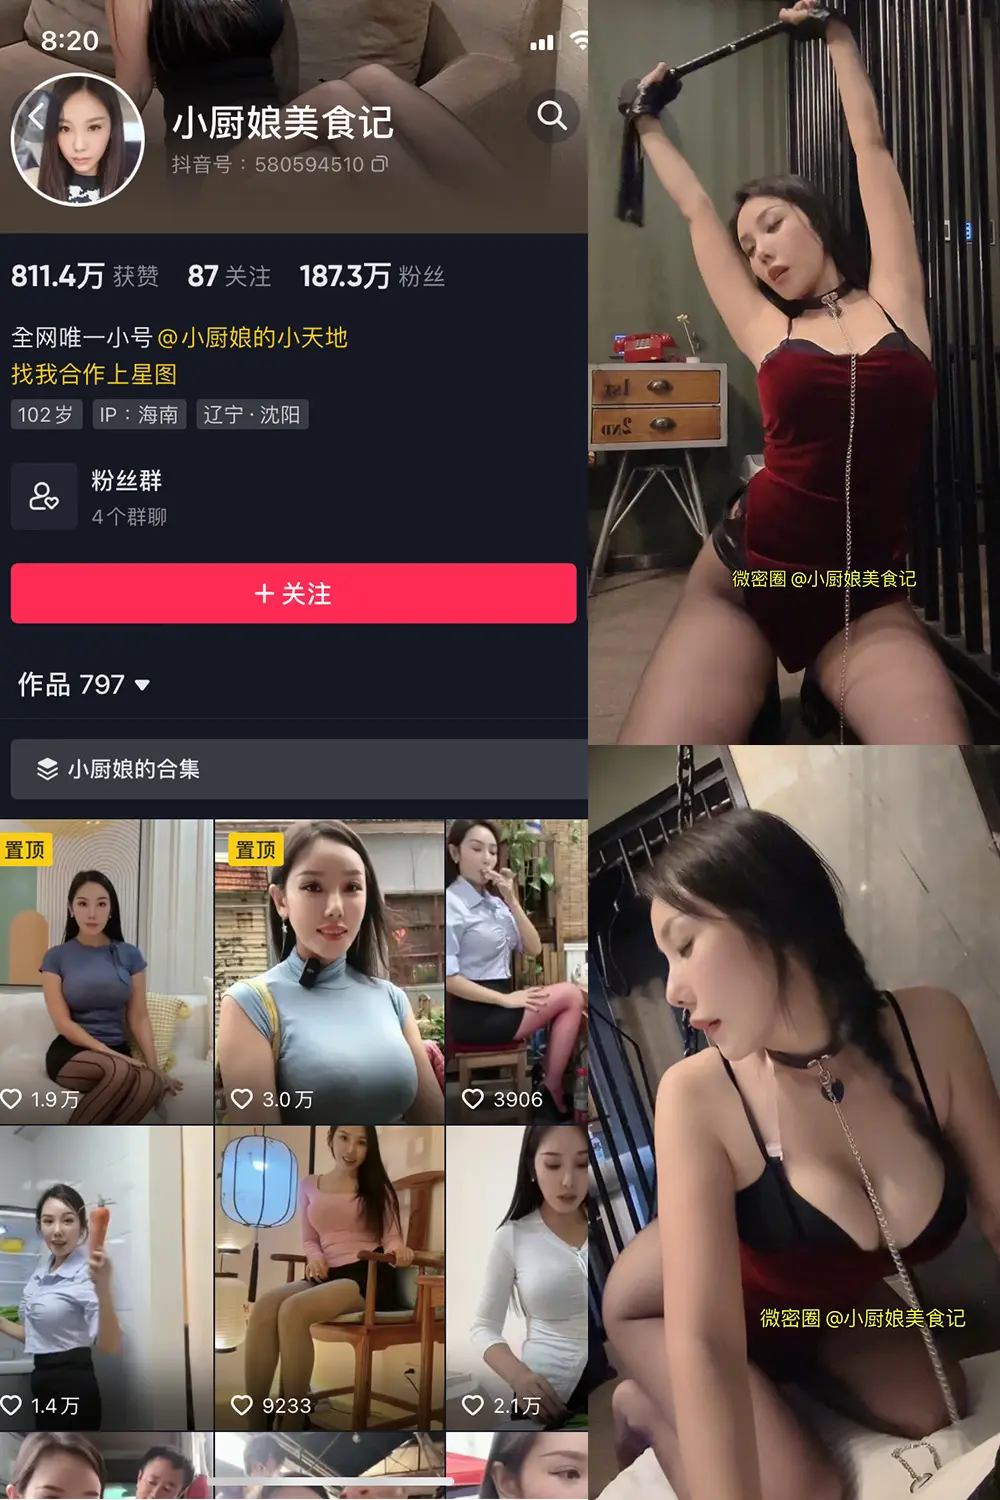 8:20
小厨娘美食记
抖音号：580594510
811.4万 获赞 87 关注 187.3万 粉丝
全网唯一小号@小厨娘的小天地
找我合作上星图
102岁 IP：海南 辽宁·沈阳
粉丝群
4个群聊
+ 关注
作品 797
小厨娘的合集
置顶
置顶
1.9万
3.0万
3906
1.4万
9233
2.1万
1st
2ND
微密圈@小厨娘美食记
微密圈@小厨娘美食记